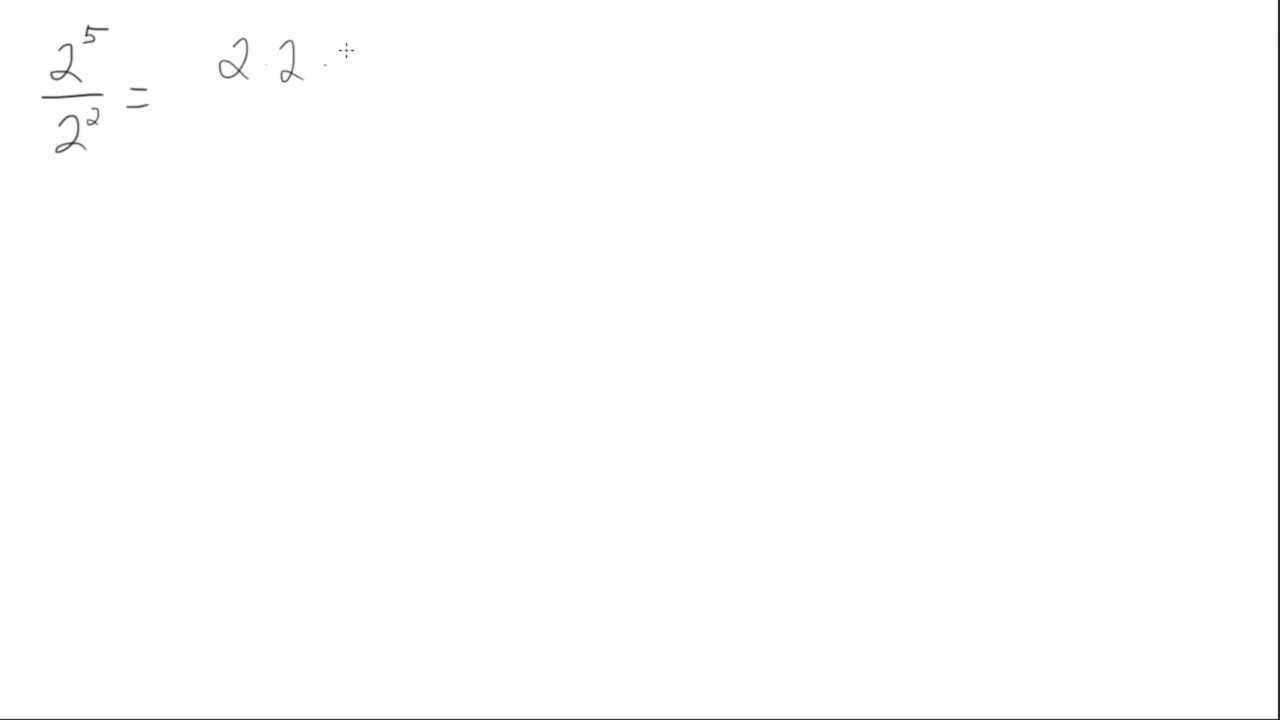 2^5 / 2^2 = 2 · 2 ·